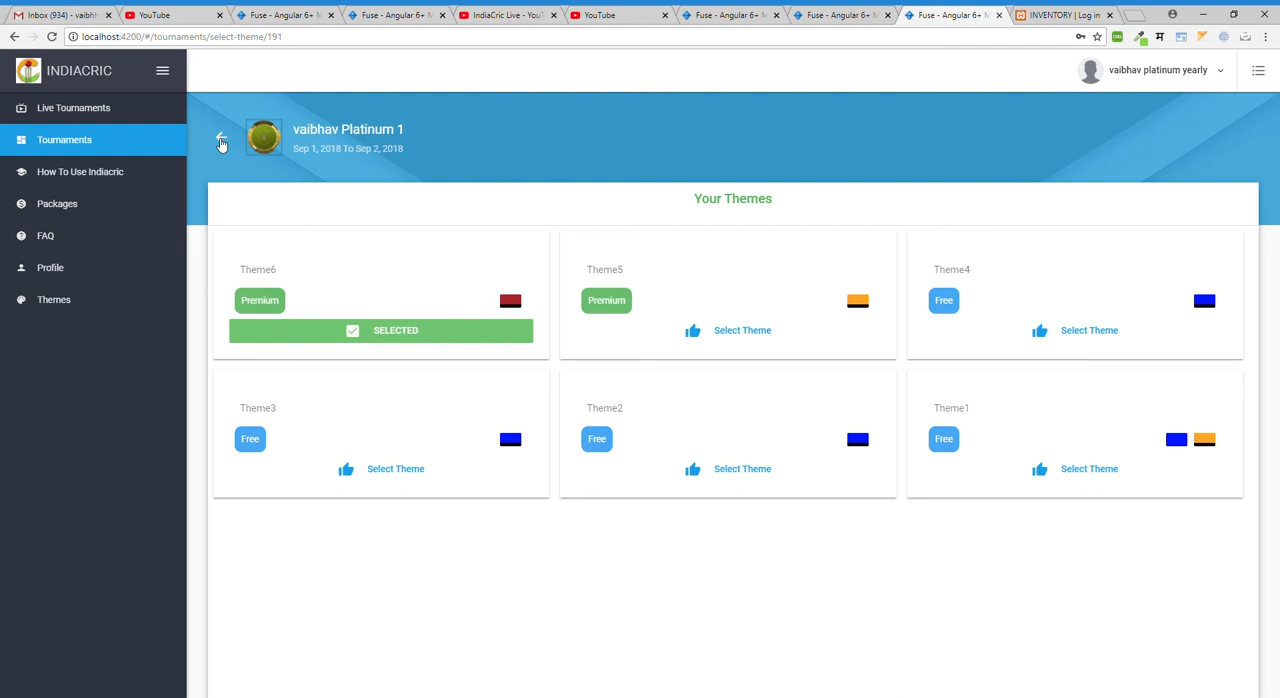 Inbox (934) - vaibhav
YouTube
Fuse - Angular 6+ M
Fuse - Angular 6+ M
IndiaCric Live - YouT
YouTube
Fuse - Angular 6+ M
Fuse - Angular 6+ M
Fuse - Angular 6+ M
INVENTORY | Log in
localhost:4200/#/tournaments/select-theme/191
INDIACRIC
vaibhav platinum yearly
Live Tournaments
Tournaments
How To Use Indiacric
Packages
FAQ
Profile
Themes
vaibhav Platinum 1
Sep 1, 2018 To Sep 2, 2018
Your Themes
Theme6
Premium
SELECTED
Theme5
Premium
Select Theme
Theme4
Free
Select Theme
Theme3
Free
Select Theme
Theme2
Free
Select Theme
Theme1
Free
Select Theme